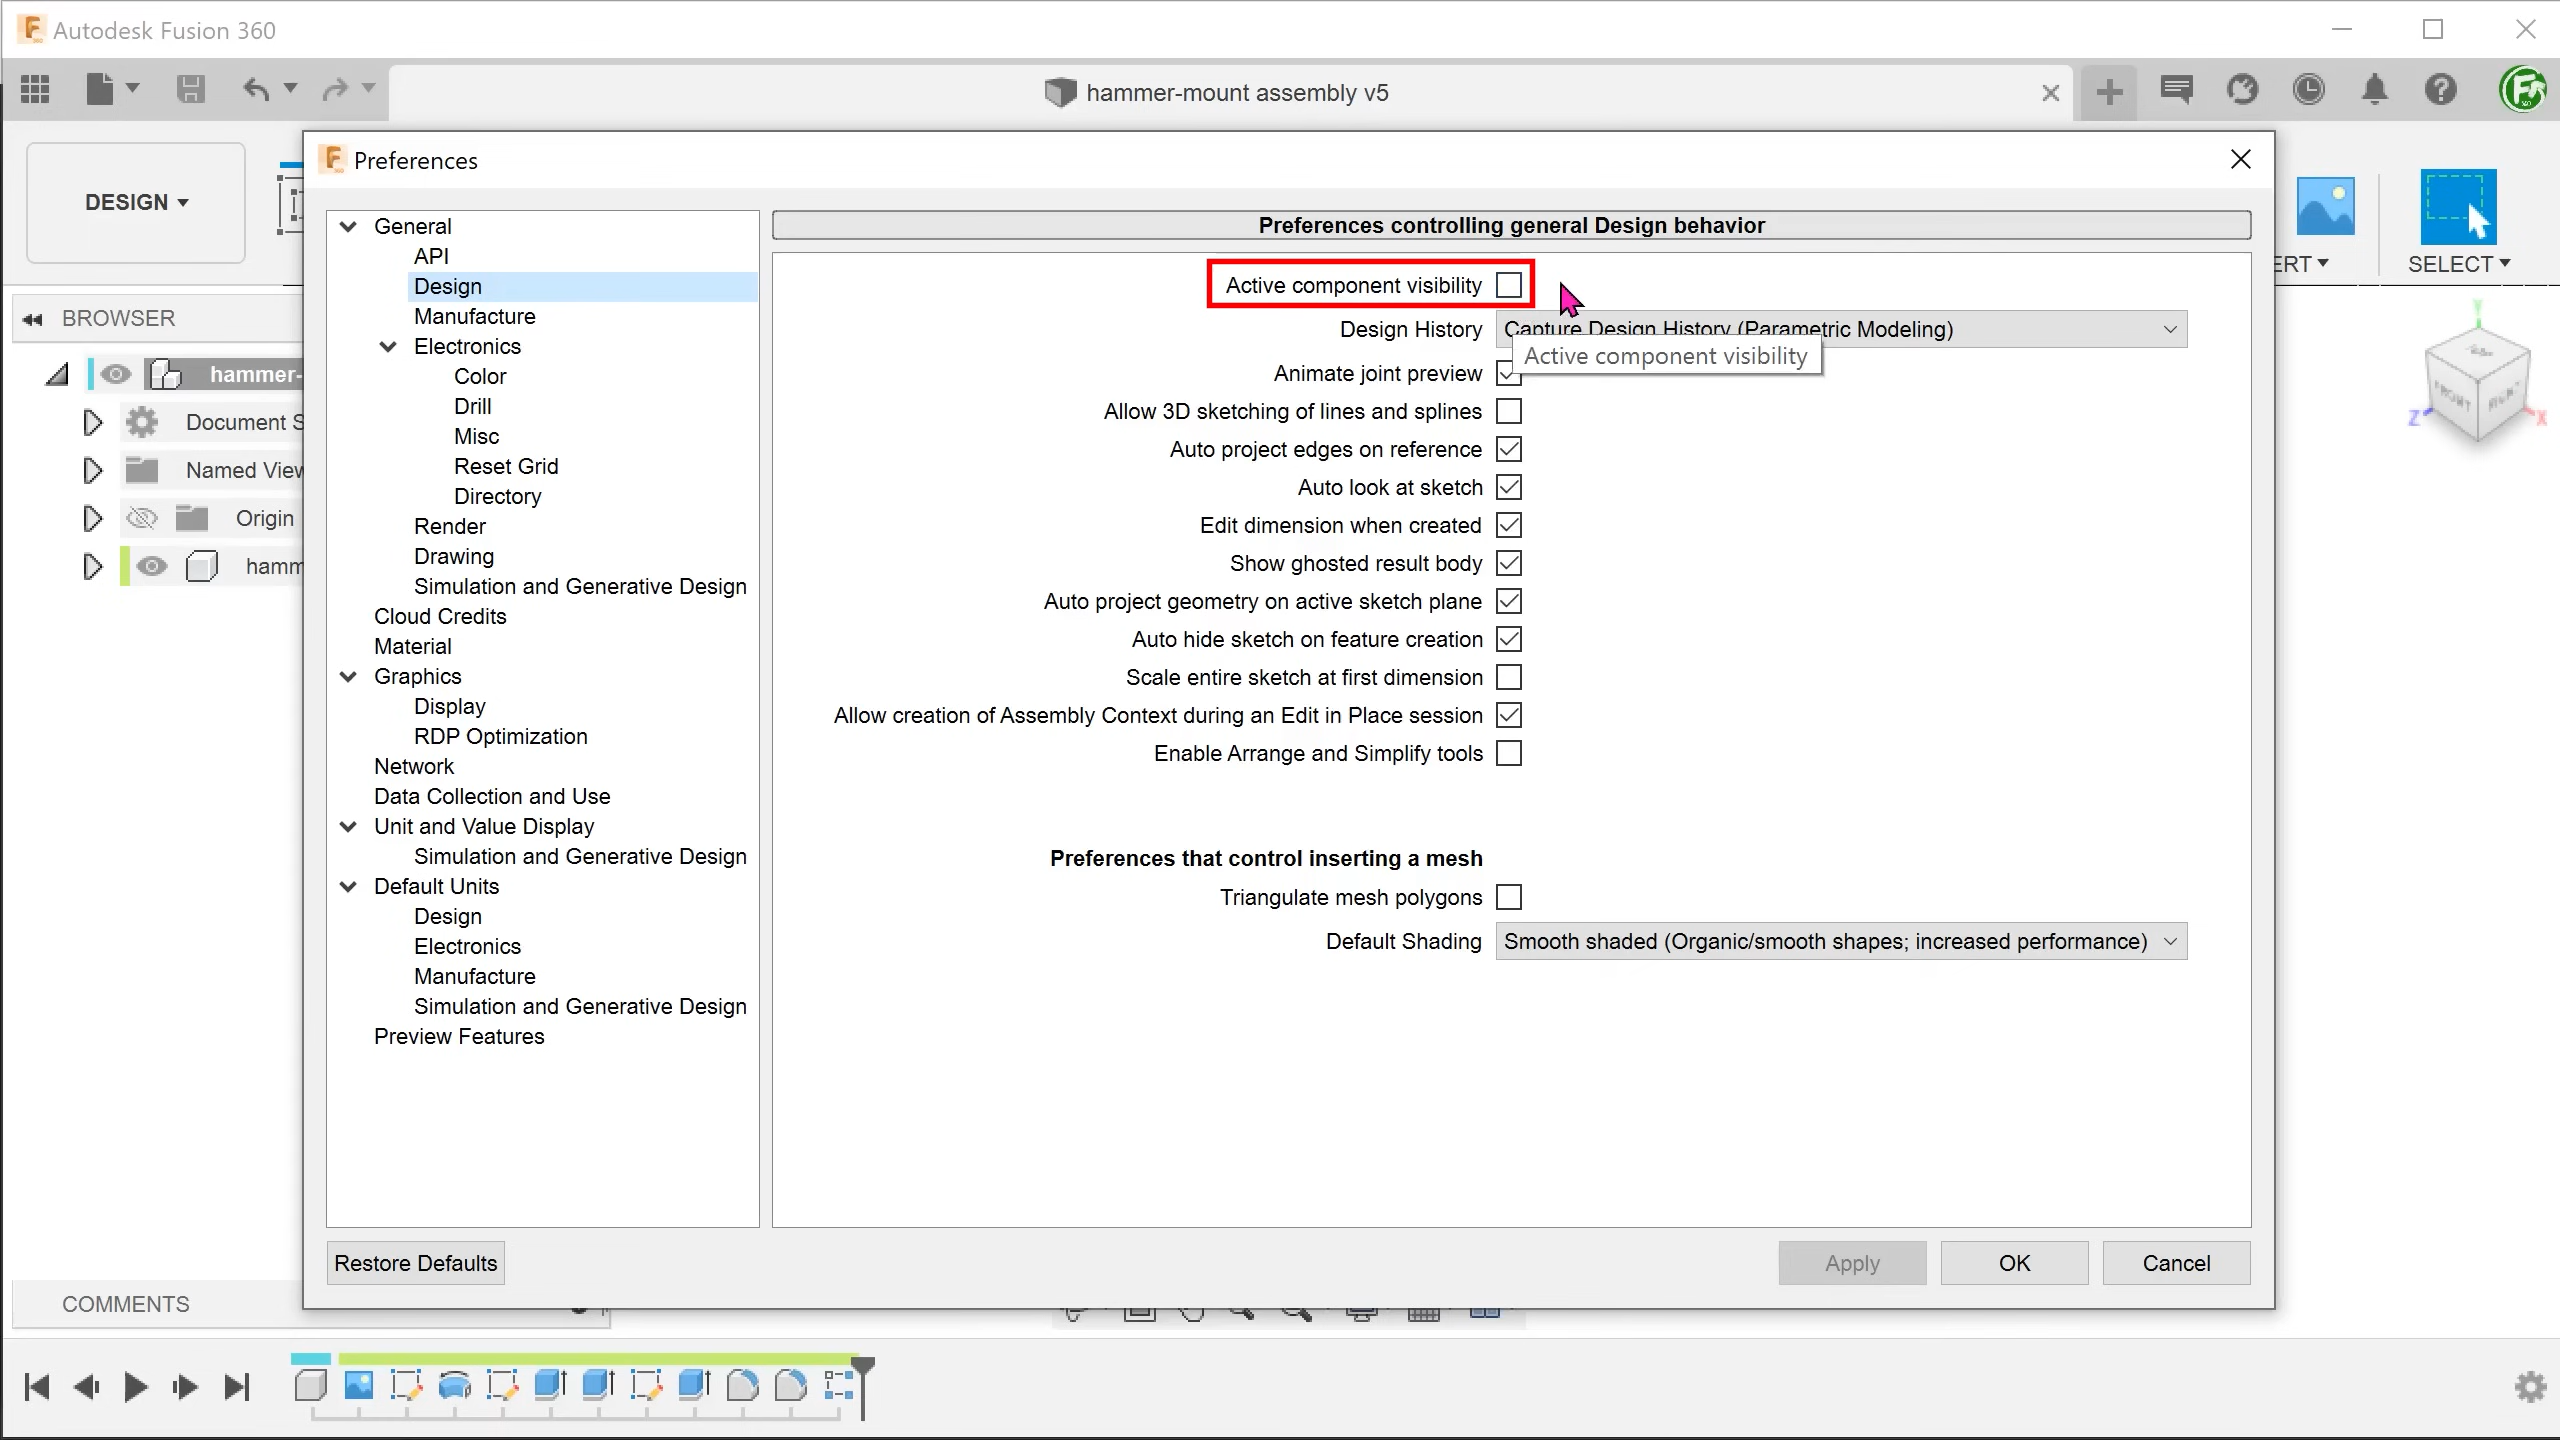 Autodesk Fusion 360
hammer-mount assembly v5
DESIGN
ERT
SELECT
BROWSER
hammer-
Document S
Named View
Origin
hamm
FRONT
RIGHT
Z
Y
X
Preferences
General
API
Design
Manufacture
Electronics
Color
Drill
Misc
Reset Grid
Directory
Render
Drawing
Simulation and Generative Design
Cloud Credits
Material
Graphics
Display
RDP Optimization
Network
Data Collection and Use
Unit and Value Display
Simulation and Generative Design
Default Units
Design
Electronics
Manufacture
Simulation and Generative Design
Preview Features
Preferences controlling general Design behavior
Active component visibility
Design History Capture Design History (Parametric Modeling)
Active component visibility
Animate joint preview
Allow 3D sketching of lines and splines
Auto project edges on reference
Auto look at sketch
Edit dimension when created
Show ghosted result body
Auto project geometry on active sketch plane
Auto hide sketch on feature creation
Scale entire sketch at first dimension
Allow creation of Assembly Context during an Edit in Place session
Enable Arrange and Simplify tools
Preferences that control inserting a mesh
Triangulate mesh polygons
Default Shading Smooth shaded (Organic/smooth shapes; increased performance)
Restore Defaults
Apply
OK
Cancel
COMMENTS